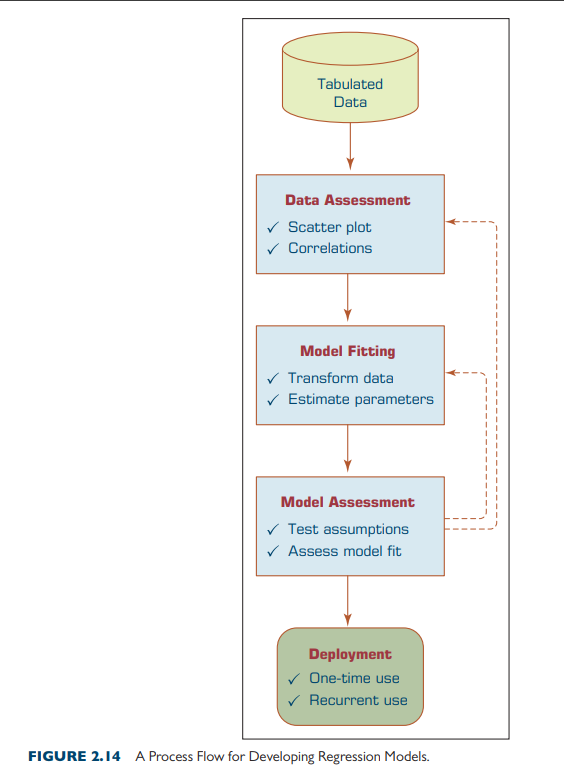 Tabulated
Data
Data Assessment
✓ Scatter plot
✓ Correlations
Model Fitting
✓ Transform data
✓ Estimate parameters
Model Assessment
✓ Test assumptions
✓ Assess model fit
Deployment
✓ One-time use
✓ Recurrent use
FIGURE 2.14 A Process Flow for Developing Regression Models.